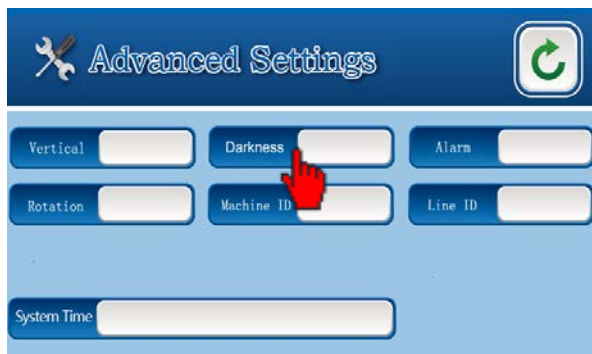 Advanced Settings
Vertical Darkness Alarm
Rotation Machine ID Line ID
System Time